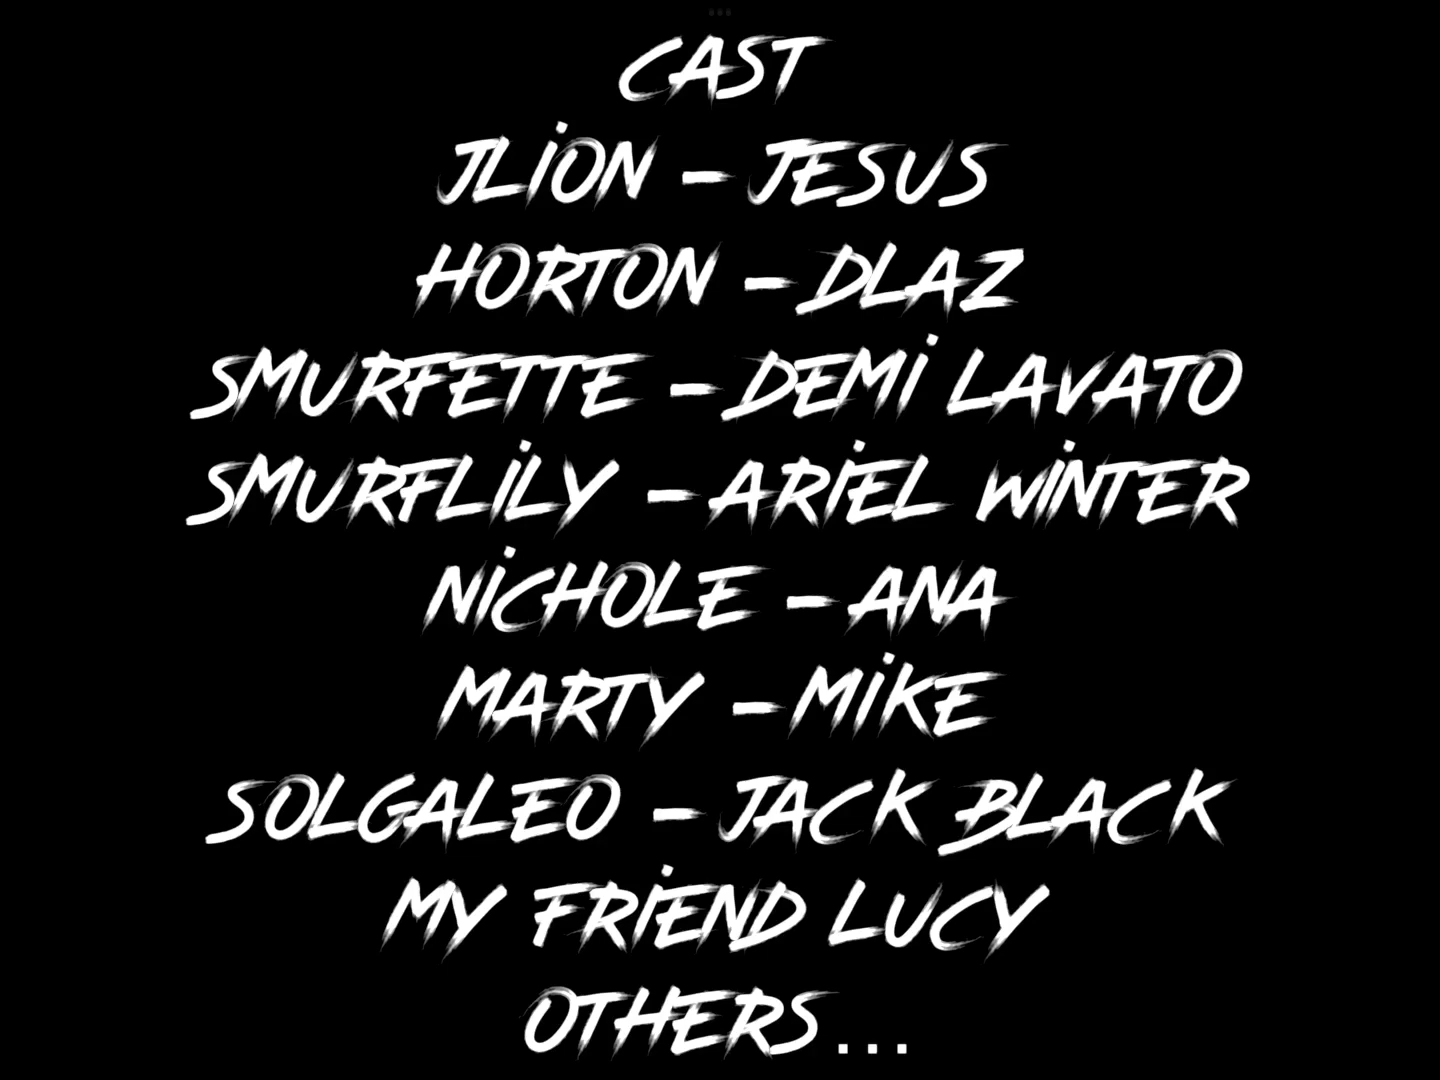 CAST
JLiON - JESUS
HORTON - DLAZ
SMURFETTE - DEMi LAVATO
SMURFLiLY - ARiEL WiNTER
NiCHOLE - ANA
MARTY - MiKE
SOLGALEO - JACK BLACK
MY FRiEND LUCY
OTHERS...